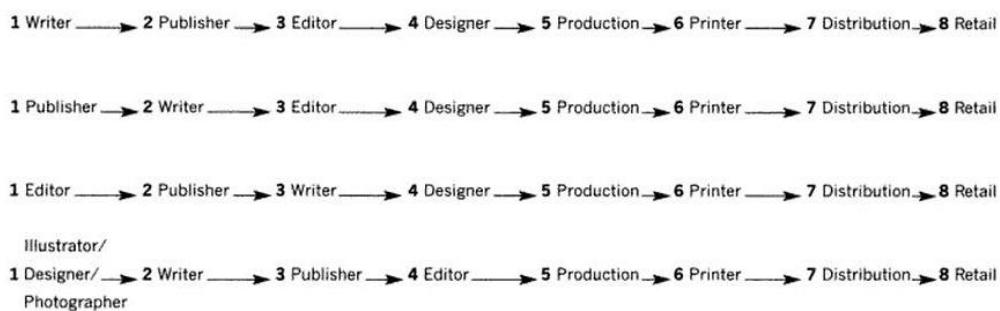 1 Writer 2 Publisher 3 Editor 4 Designer 5 Production 6 Printer 7 Distribution 8 Retail
1 Publisher 2 Writer 3 Editor 4 Designer 5 Production 6 Printer 7 Distribution 8 Retail
1 Editor 2 Publisher 3 Writer 4 Designer 5 Production 6 Printer 7 Distribution 8 Retail
Illustrator/
1 Designer/ 2 Writer 3 Publisher 4 Editor 5 Production 6 Printer 7 Distribution 8 Retail
Photographer